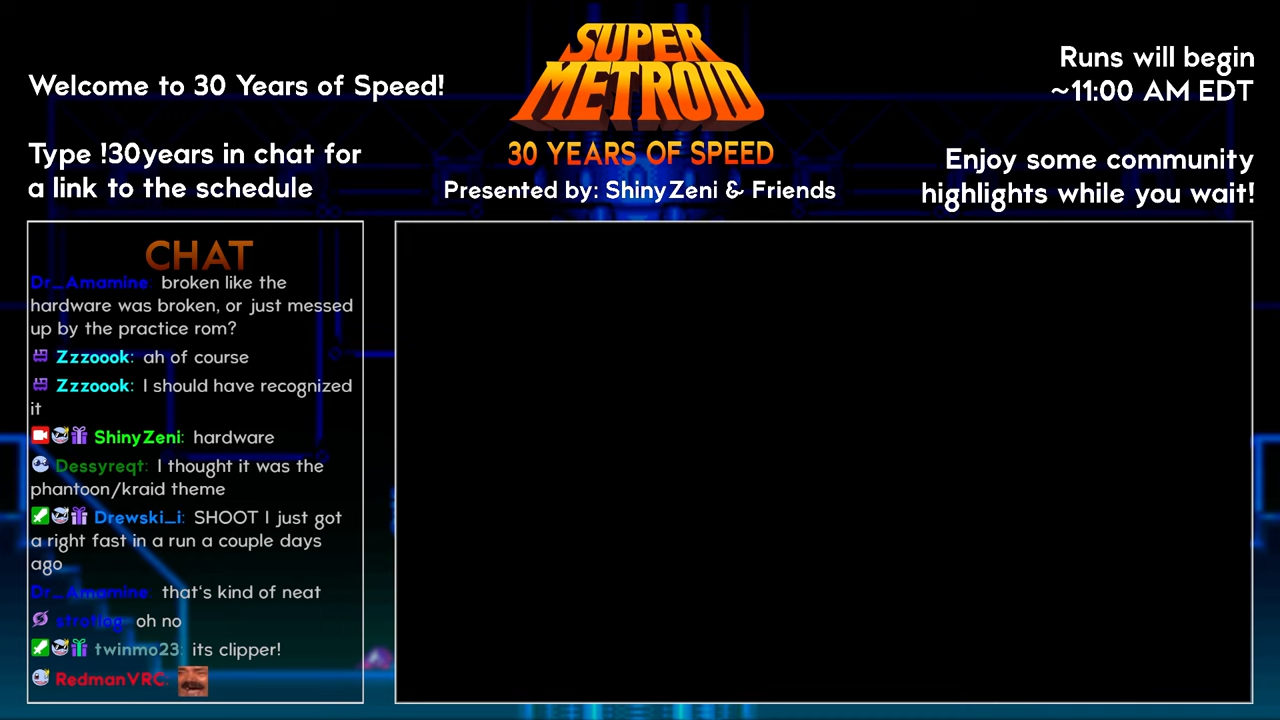 Welcome to 30 Years of Speed!
Type !30years in chat for
a link to the schedule
SUPER
METROID
30 YEARS OF SPEED
Presented by: ShinyZeni & Friends
Runs will begin
~11:00 AM EDT
Enjoy some community
highlights while you wait!
CHAT
Dr_Amamine: broken like the
hardware was broken, or just messed
up by the practice rom?
Zzzoook: ah of course
Zzzoook: I should have recognized
it
ShinyZeni: hardware
Dessyreqt: I thought it was the
phantoon/kraid theme
Drewski_i: SHOOT I just got
a right fast in a run a couple days
ago
Dr_Amamine: that's kind of neat
strotlog: oh no
twinmo23: its clipper!
RedmanVRC: